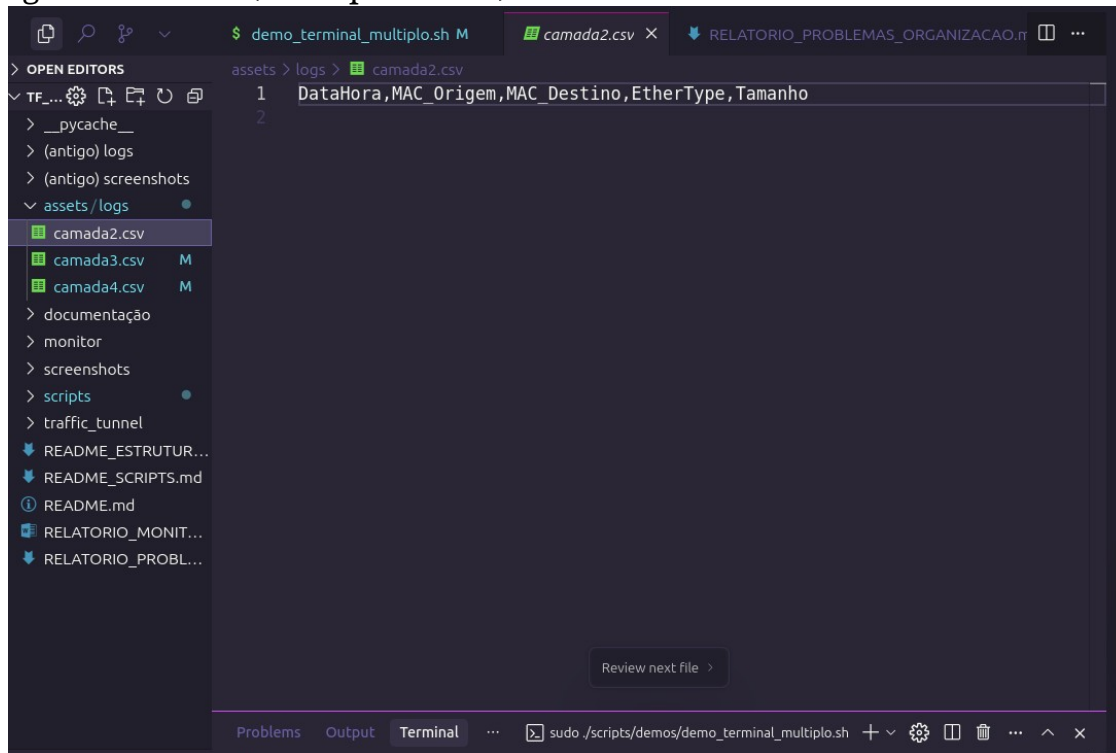 $ demo_terminal_multiplo.sh M
camada2.csv ×
RELATORIO_PROBLEMAS_ORGANIZACAO.m
...
> OPEN EDITORS
TF_...
> __pycache__
> (antigo) logs
> (antigo) screenshots
assets/logs
camada2.csv
camada3.csv M
camada4.csv M
> documentação
> monitor
> screenshots
> scripts
> traffic_tunnel
README_ESTRUTUR...
README_SCRIPTS.md
README.md
RELATORIO_MONIT...
RELATORIO_PROBL...
assets > logs > camada2.csv
1 DataHora,MAC_Origem,MAC_Destino,EtherType,Tamanho
2
Review next file >
Problems Output Terminal ... sudo ./scripts/demos/demo_terminal_multiplo.sh